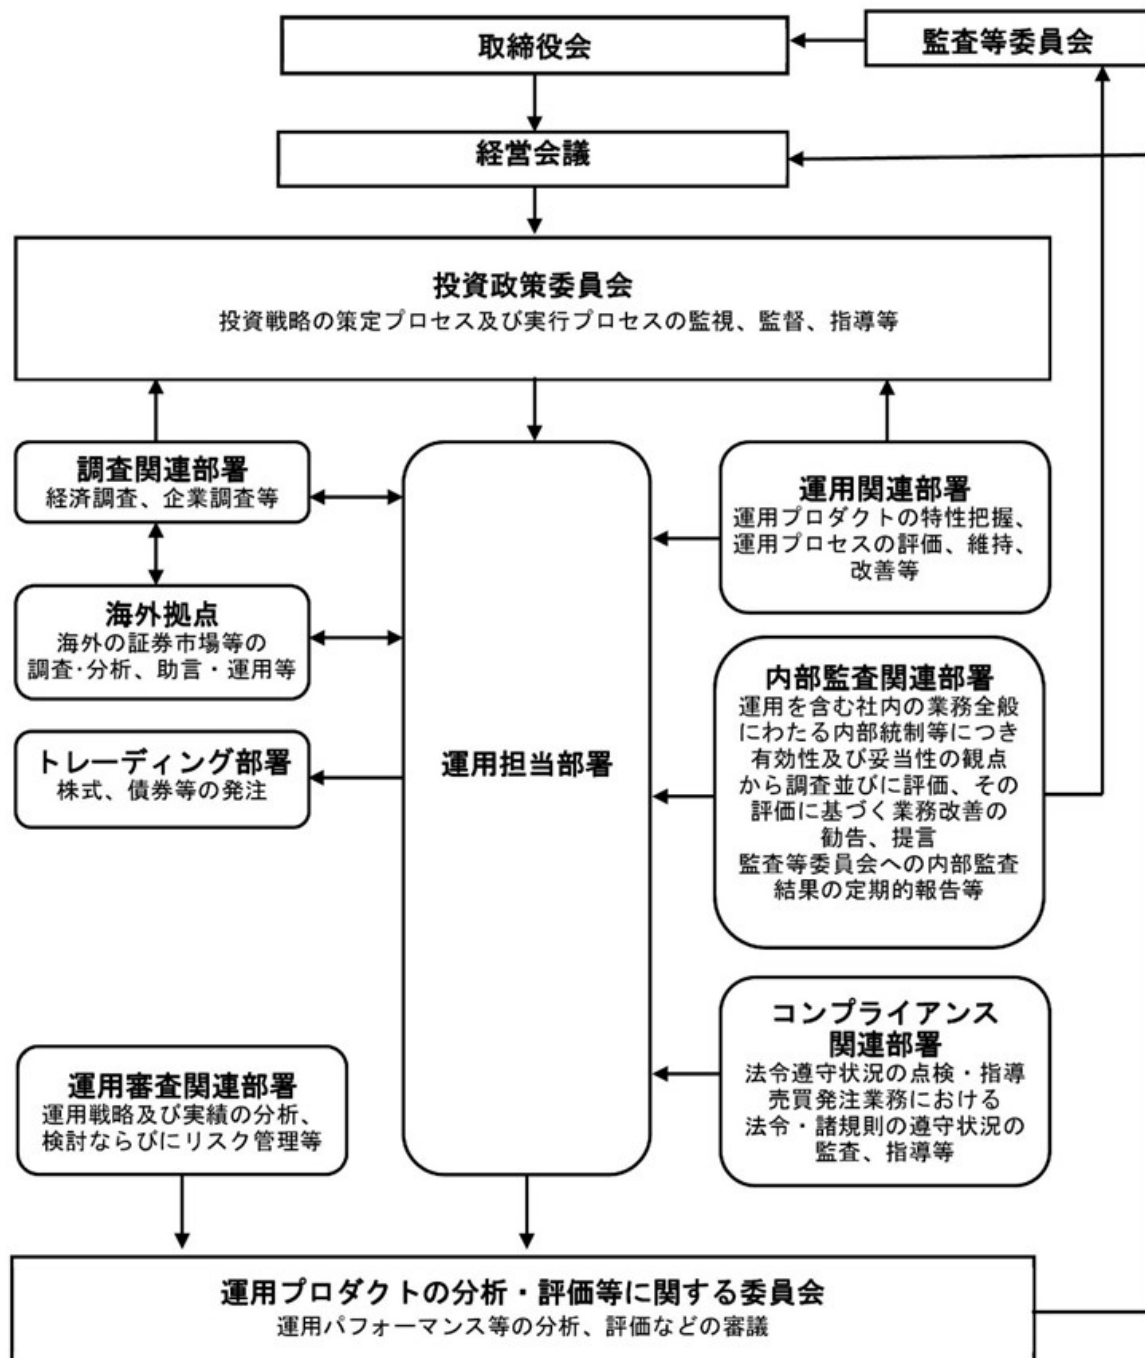 取締役会
監査等委員会
経営会議
投資政策委員会
投資戦略の策定プロセス及び実行プロセスの監視、監督、指導等
調査関連部署
経済調査、企業調査等
海外拠点
海外の証券市場等の
調査･分析、助言・運用等
トレーディング部署
株式、債券等の発注
運用担当部署
運用関連部署
運用プロダクトの特性把握、
運用プロセスの評価、維持、
改善等
内部監査関連部署
運用を含む社内の業務全般
にわたる内部統制等につき
有効性及び妥当性の観点
から調査並びに評価、その
評価に基づく業務改善の
勧告、提言
監査等委員会への内部監査
結果の定期的報告等
コンプライアンス
関連部署
法令遵守状況の点検・指導
売買発注業務における
法令・諸規則の遵守状況の
監査、指導等
運用審査関連部署
運用戦略及び実績の分析、
検討ならびにリスク管理等
運用プロダクトの分析・評価等に関する委員会
運用パフォーマンス等の分析、評価などの審議